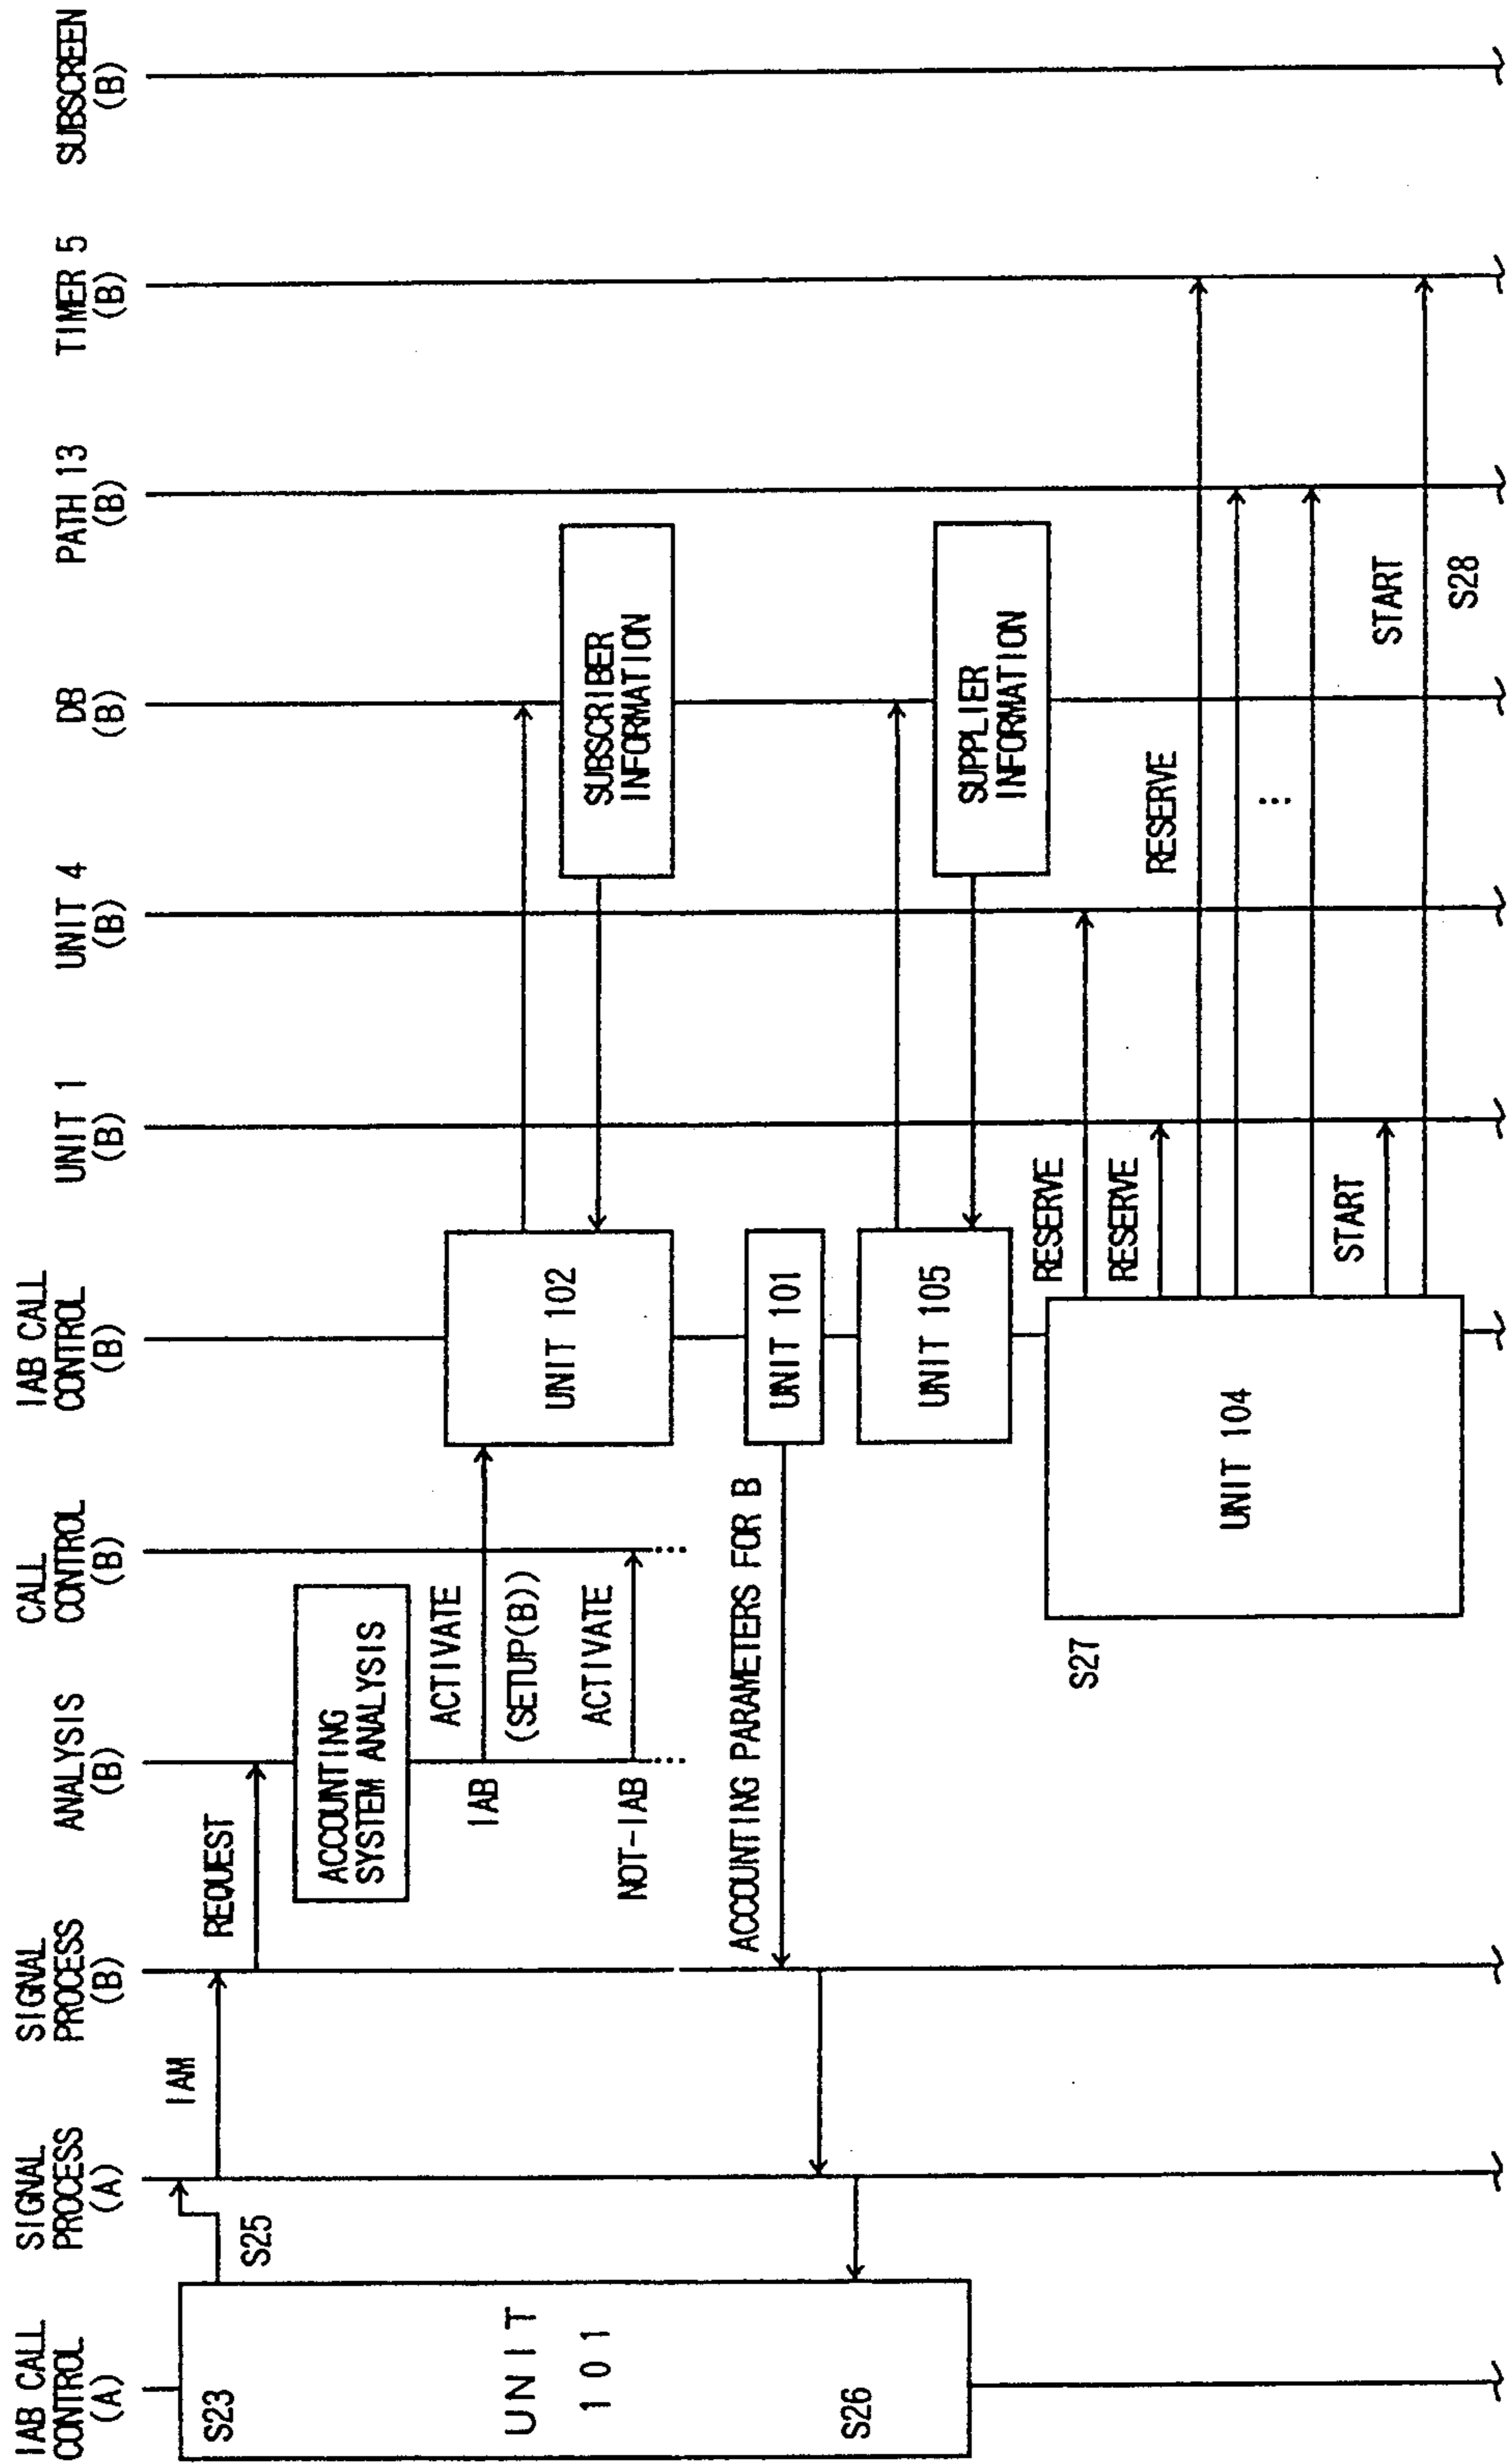 IAB CALL
CONTROL
(A)
SIGNAL
PROCESS
(A)
SIGNAL
PROCESS
(B)
ANALYSIS
(B)
CALL
CONTROL
(B)
IAB CALL
CONTROL
(B)
UNIT 1
(B)
UNIT 4
(B)
DB
(B)
PATH 13
(B)
TIMER 5
(B)
SUBSCREEN
(B)
S23
S25
IAM
REQUEST
ACCOUNTING
SYSTEM ANALYSIS
IAB
ACTIVATE
(SETUP(B))
NOT-IAB
ACTIVATE
UNIT 102
SUBSCRIBER
INFORMATION
UNIT
101
ACCOUNTING PARAMETERS FOR B
UNIT 101
S26
UNIT 105
SUPPLIER
INFORMATION
S27
UNIT 104
RESERVE
RESERVE
RESERVE
START
START
S28